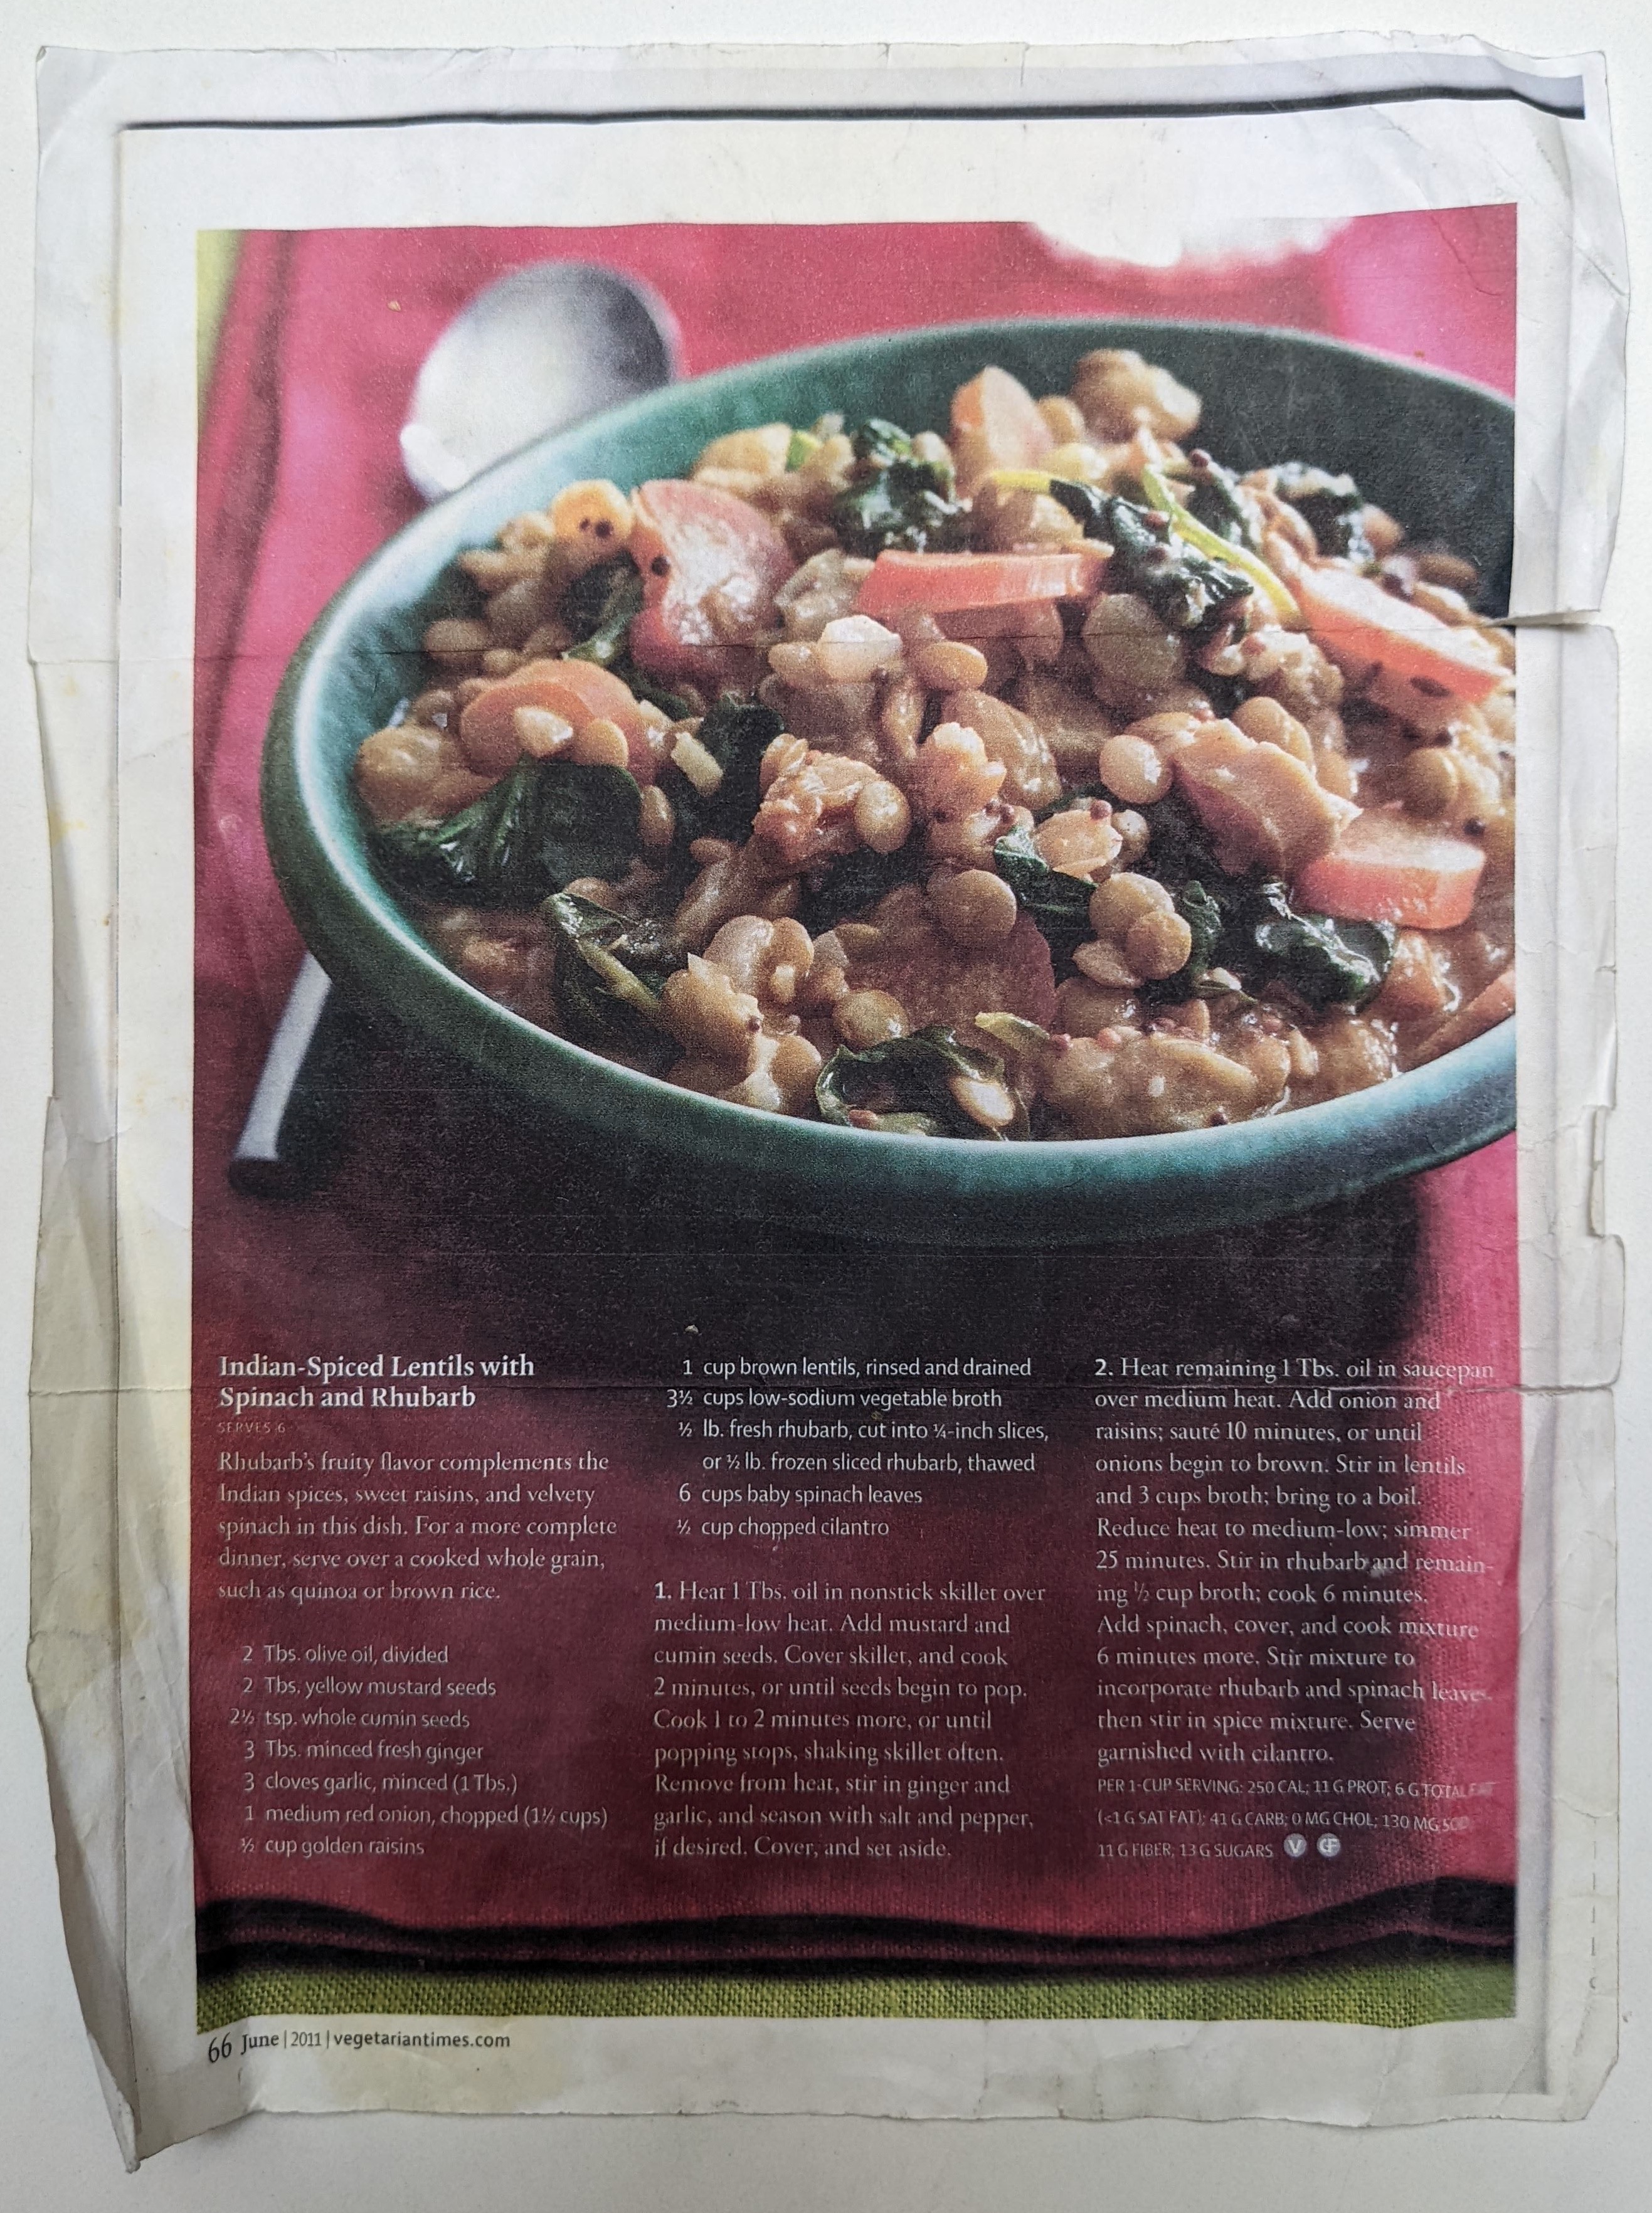 Indian-Spiced Lentils with
Spinach and Rhubarb
SERVES 6
Rhubarb's fruity flavor complements the
Indian spices, sweet raisins, and velvety
spinach in this dish. For a more complete
dinner, serve over a cooked whole grain,
such as quinoa or brown rice.
2 Tbs. olive oil, divided
2 Tbs. yellow mustard seeds
2½ tsp. whole cumin seeds
3 Tbs. minced fresh ginger
3 cloves garlic, minced (1 Tbs.)
1 medium red onion, chopped (1½ cups)
cup golden raisins
1 cup brown lentils, rinsed and drained
3½ cups low-sodium vegetable broth
½ lb. fresh rhubarb, cut into ¼-inch slices,
or ½ lb. frozen sliced rhubarb, thawed
6 cups baby spinach leaves
½ cup chopped cilantro
1. Heat 1 Tbs. oil in nonstick skillet over
medium-low heat. Add mustard and
cumin seeds. Cover skillet, and cook
2 minutes, or until seeds begin to pop.
Cook 1 to 2 minutes more, or until
popping stops, shaking skillet often.
Remove from heat, stir in ginger and
garlic, and season with salt and pepper,
if desired. Cover, and set aside.
2. Heat remaining 1 Tbs. oil in saucepan
over medium heat. Add onion and
raisins; sauté 10 minutes, or until
onions begin to brown. Stir in lentils
and 3 cups broth; bring to a boil.
Reduce heat to medium-low; simmer
25 minutes. Stir in rhubarb and remain-
ing ½ cup broth; cook 6 minutes.
Add spinach, cover, and cook mixture
6 minutes more. Stir mixture to
incorporate rhubarb and spinach leaves
then stir in spice mixture. Serve
garnished with cilantro.
PER 1-CUP SERVING: 250 CAL; 11 G PROT; 6 G TOTAL FAT
(<1 G SAT FAT); 41 G CARB; 0 MG CHOL; 130 MG SOD;
11 G FIBER; 13 G SUGARS V GF
66 June | 2011 | vegetariantimes.com